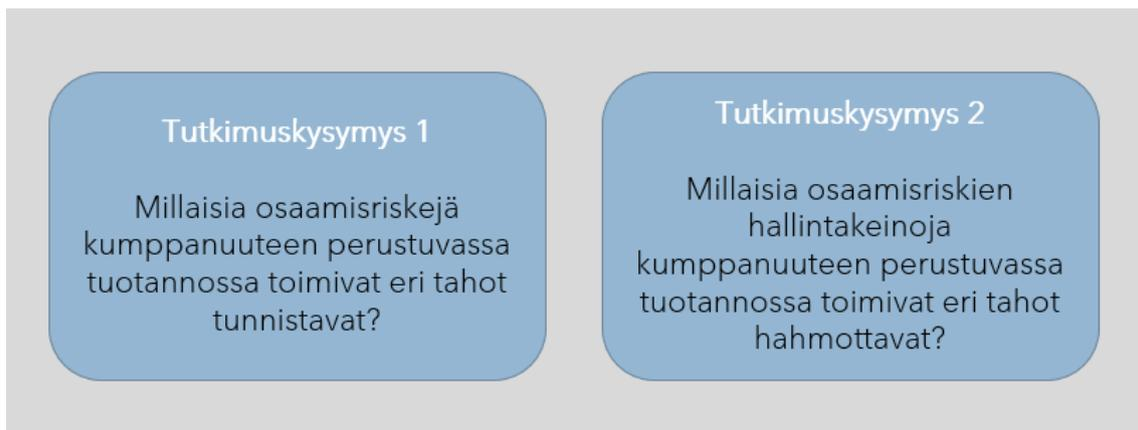 Tutkimuskysymys 1
Millaisia osaamisriskejä
kumppanuuteen perustuvassa
tuotannossa toimivat eri tahot
tunnistavat?
Tutkimuskysymys 2
Millaisia osaamisriskien
hallintakeinoja
kumppanuuteen perustuvassa
tuotannossa toimivat eri tahot
hahmottavat?